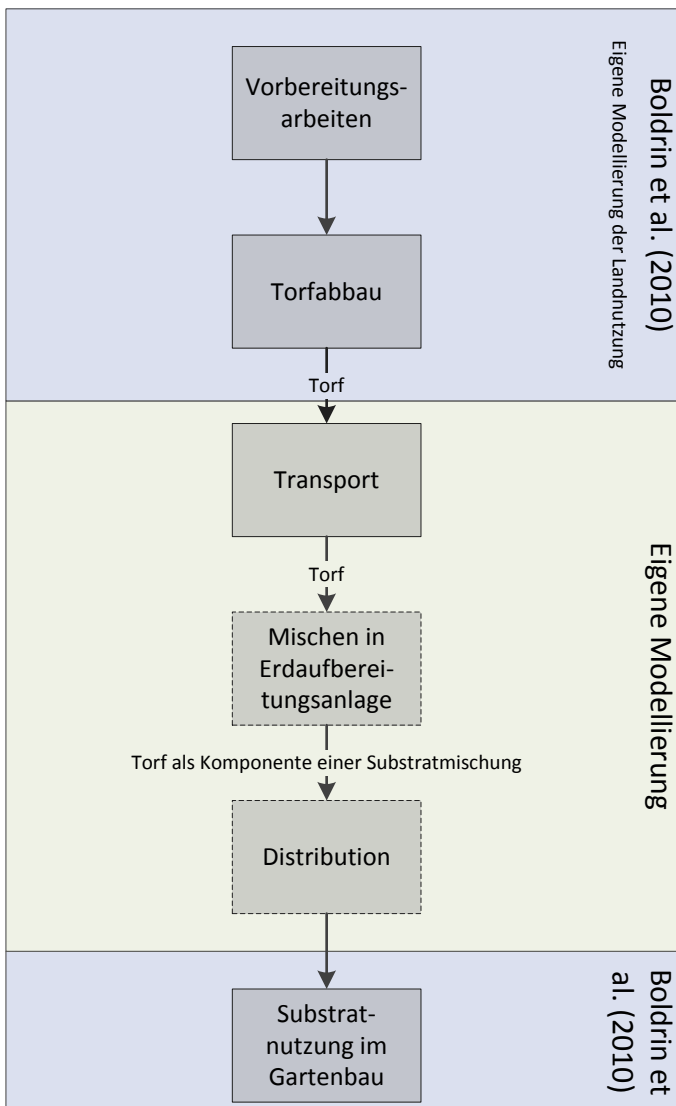 Vorbereitungs-
arbeiten
Boldrin et al. (2010)
Eigene Modellierung der Landnutzung
Torfabbau
Torf
Transport
Eigene Modellierung
Torf
Mischen in
Erdaufberei-
tungsanlage
Torf als Komponente einer Substratmischung
Distribution
Substrat-
nutzung im
Gartenbau
Boldrin et
al. (2010)